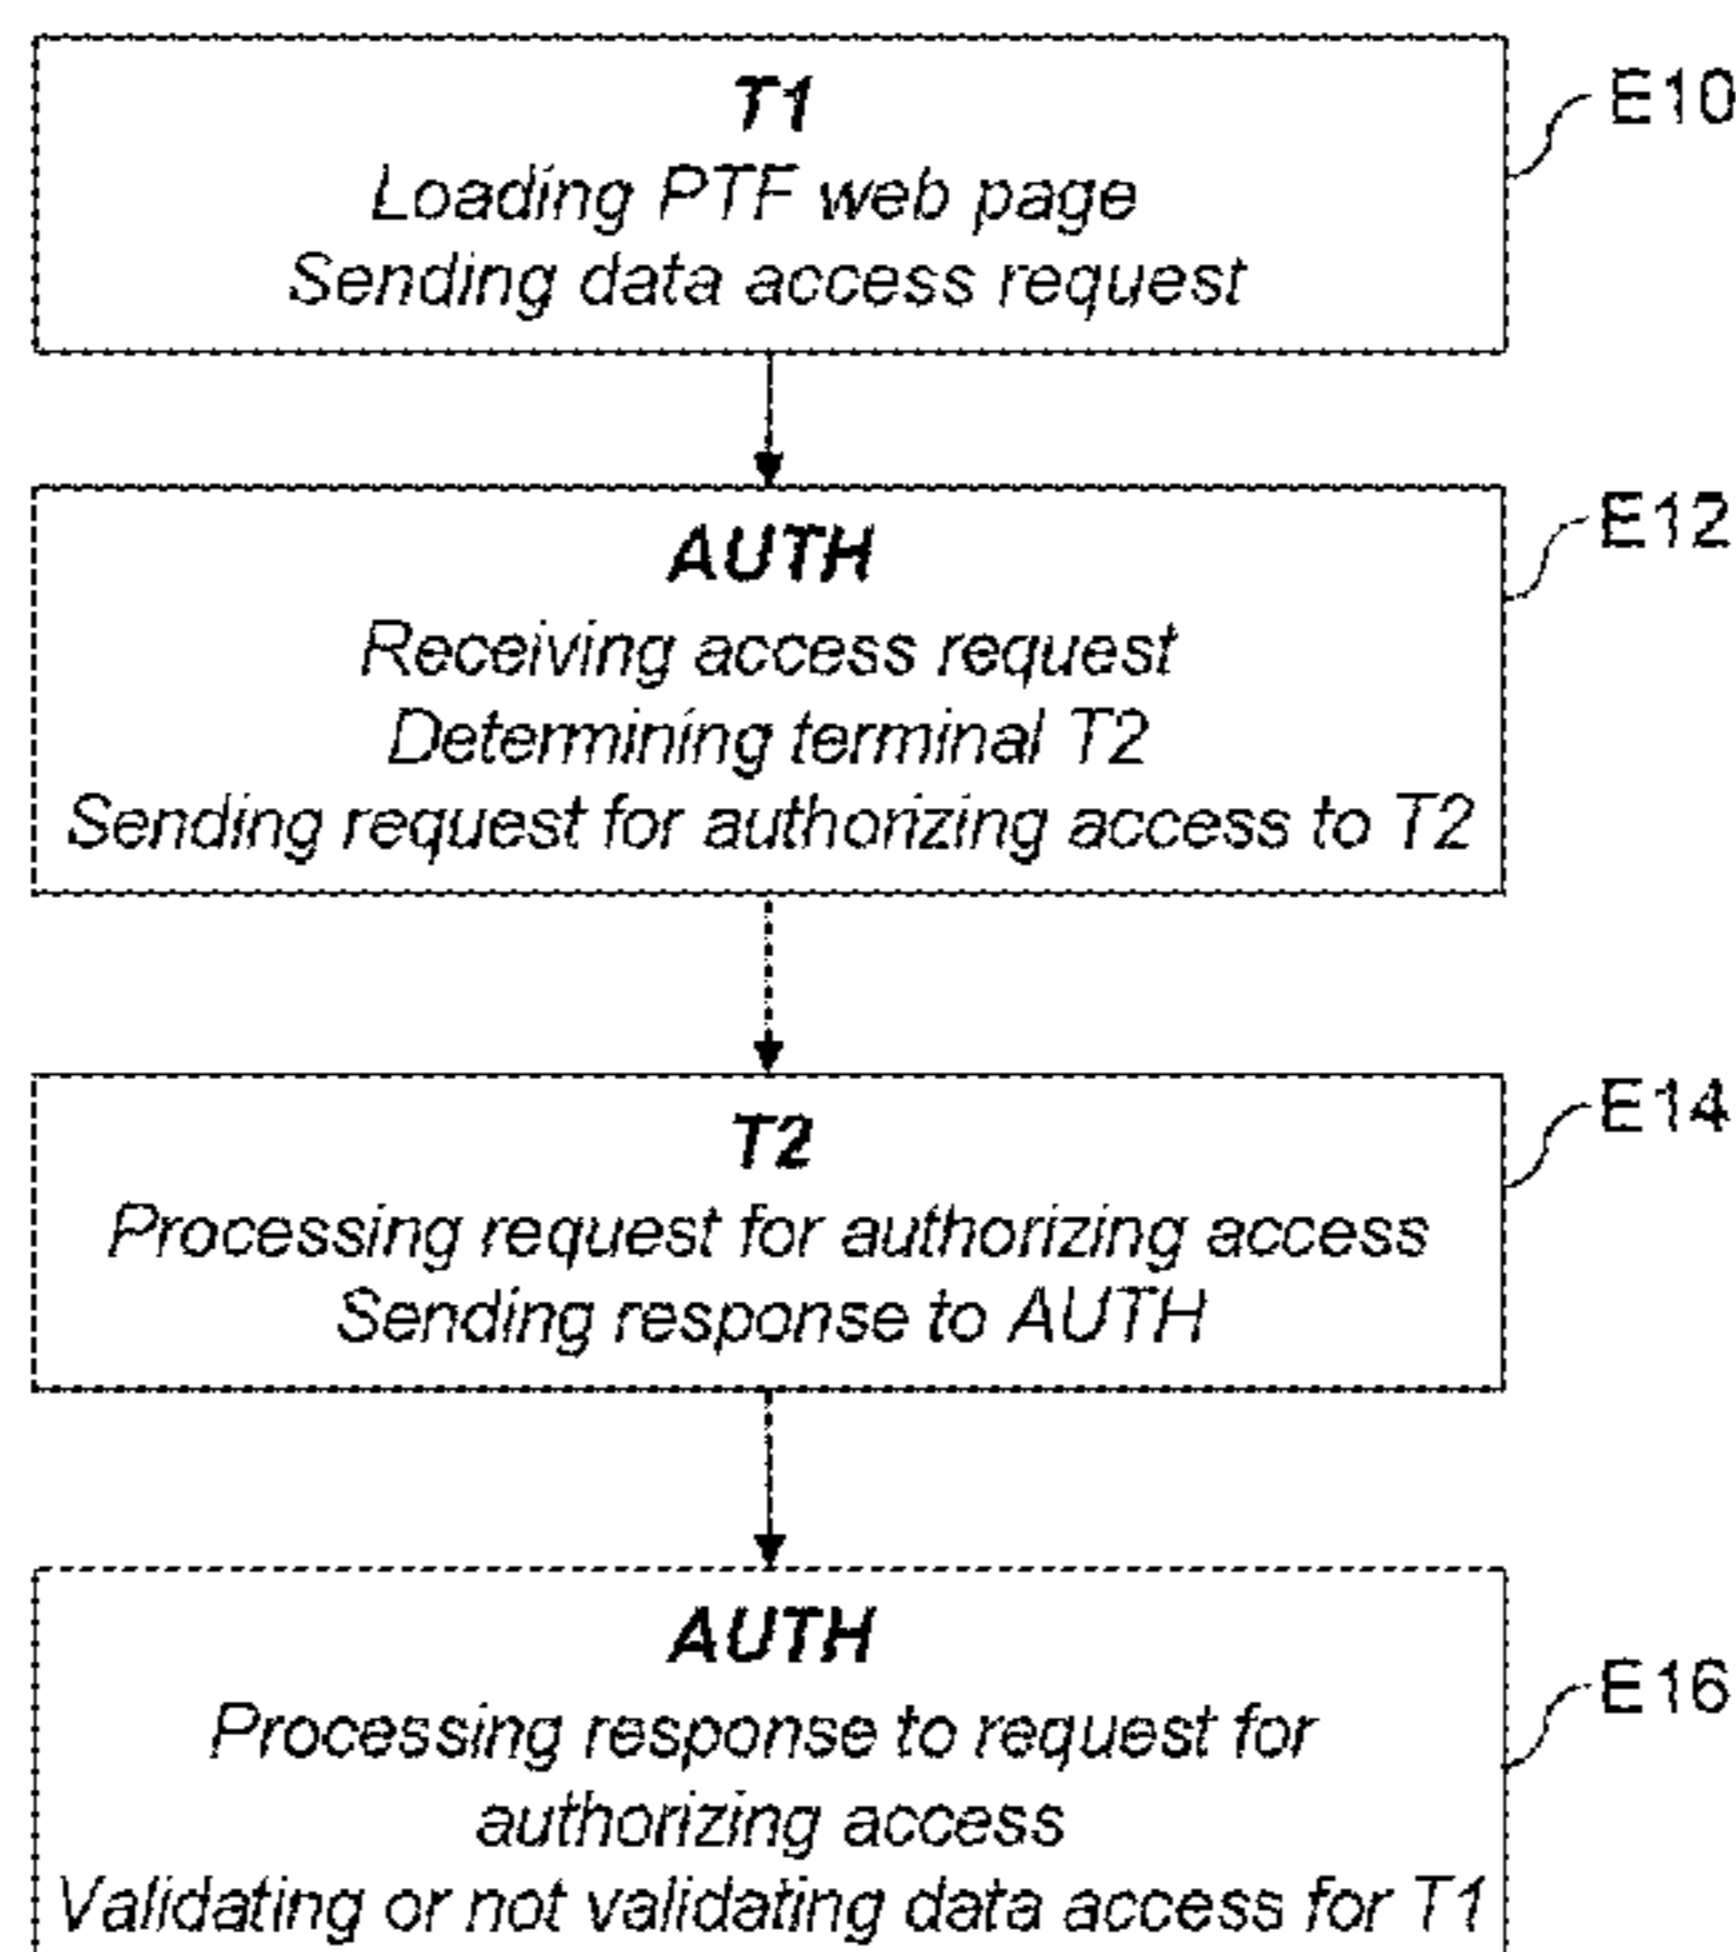 T1
Loading PTF web page
Sending data access request
E10
AUTH
Receiving access request
Determining terminal T2
Sending request for authorizing access to T2
E12
T2
Processing request for authorizing access
Sending response to AUTH
E14
AUTH
Processing response to request for
authorizing access
Validating or not validating data access for T1
E16